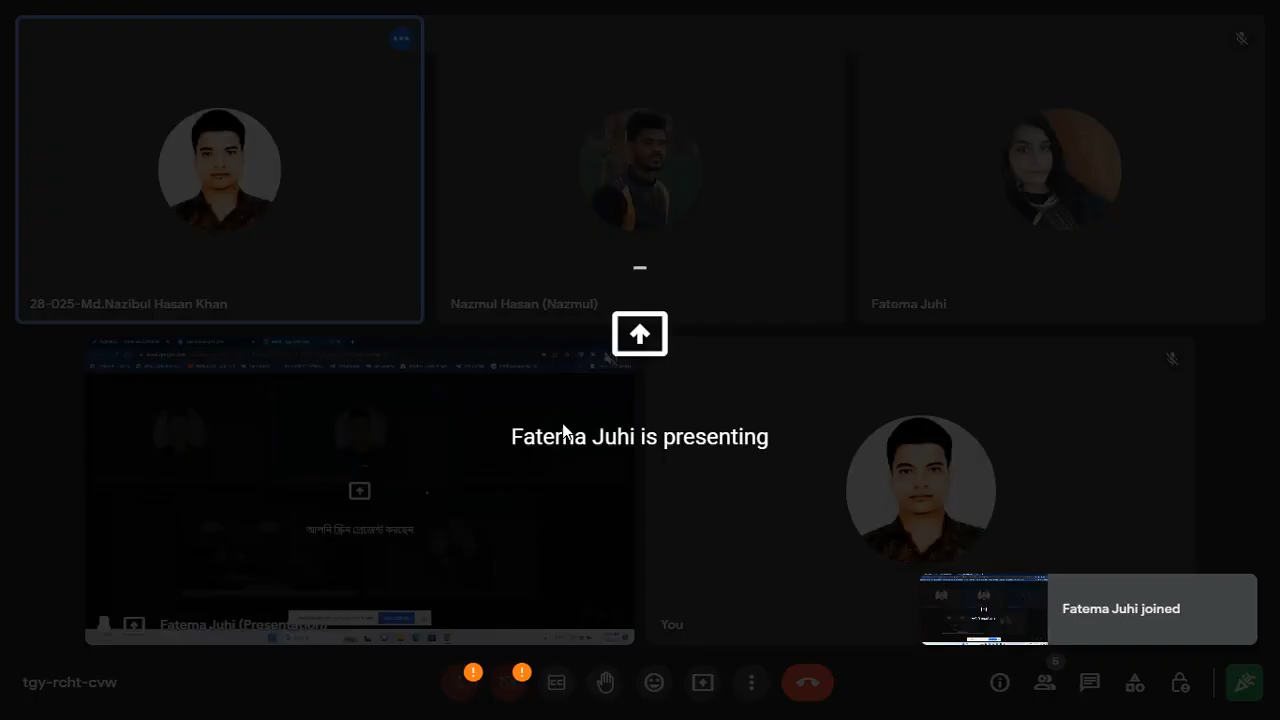 28-025-Md.Nazibul Hasan Khan
Nazmul Hasan (Nazmul)
Fatema Juhi
Fatema Juhi is presenting
আপনি স্ক্রিন প্রেজেন্ট করছেন
Fatema Juhi (Presentation)
You
Fatema Juhi joined
tgy-rcht-cvw
6